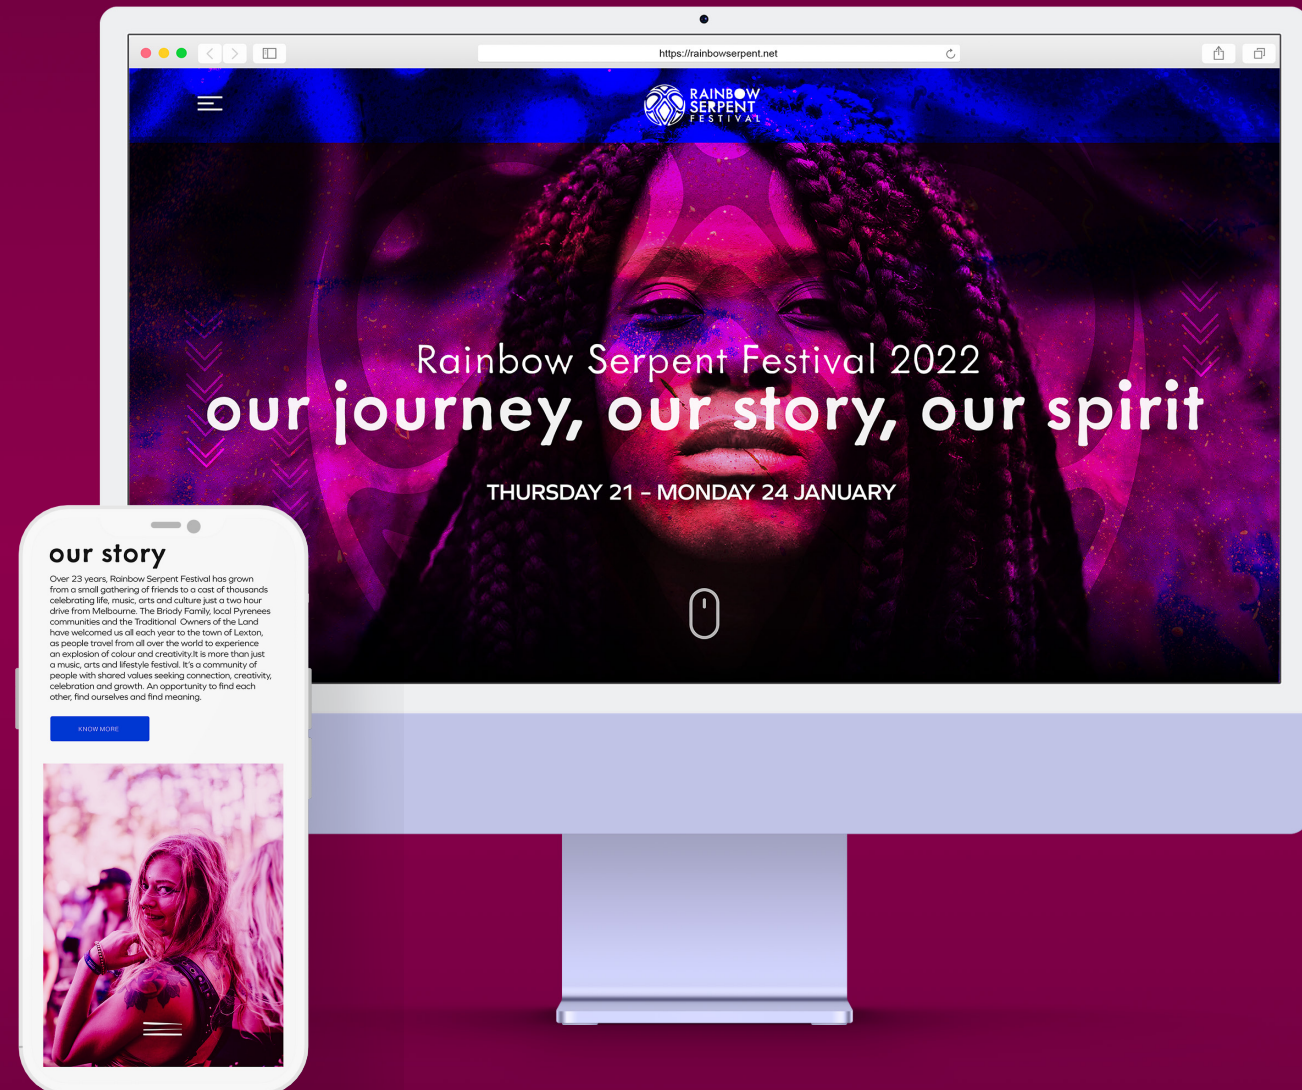 https://rainbowserpent.net
RAINBOW
SERPENT
FESTIVAL
Rainbow Serpent Festival 2022
our journey, our story, our spirit
THURSDAY 21 – MONDAY 24 JANUARY
our story
Over 23 years, Rainbow Serpent Festival has grown
from a small gathering of friends to a cast of thousands
celebrating life, music, arts and culture just a two hour
drive from Melbourne. The Briody Family, local Pyrenees
communities and the Traditional Owners of the Land
have welcomed us all each year to the town of Lexton,
as people travel from all over the world to experience
an explosion of colour and creativity.It is more than just
a music, arts and lifestyle festival. It's a community of
people with shared values seeking connection, creativity,
celebration and growth. An opportunity to find each
other, find ourselves and find meaning.
KNOW MORE